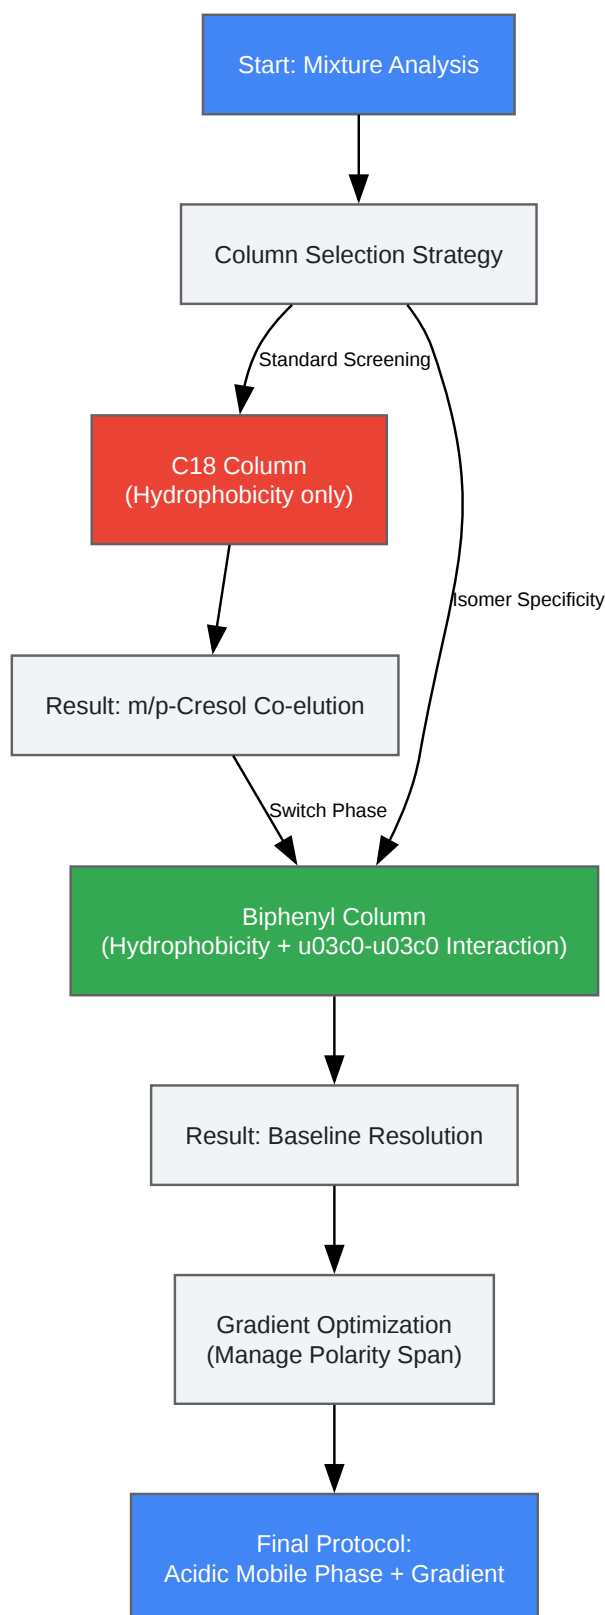 Start: Mixture Analysis
Column Selection Strategy
Standard Screening
C18 Column
(Hydrophobicity only)
Isomer Specificity
Result: m/p-Cresol Co-elution
Switch Phase
Biphenyl Column
(Hydrophobicity + u03c0-u03c0 Interaction)
Result: Baseline Resolution
Gradient Optimization
(Manage Polarity Span)
Final Protocol:
Acidic Mobile Phase + Gradient